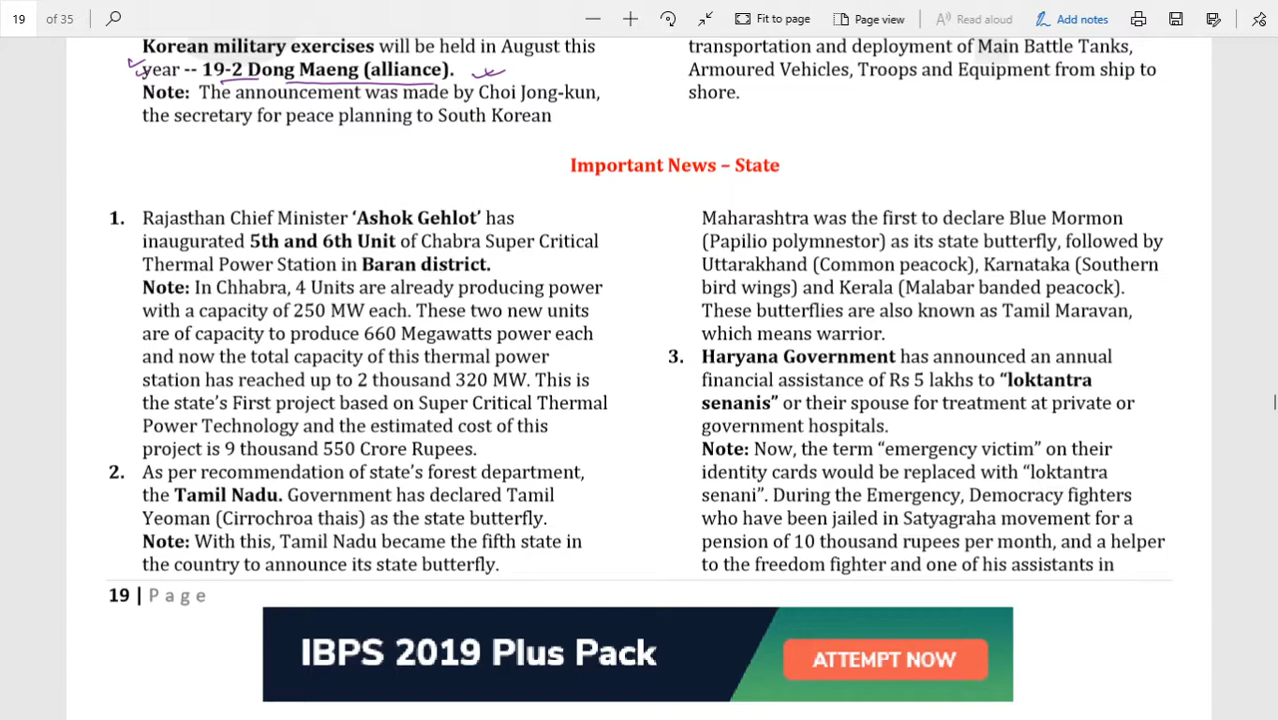 19 of 35 Fit to page Page view Read aloud Add notes
Korean military exercises will be held in August this
year -- 19-2 Dong Maeng (alliance).
Note: The announcement was made by Choi Jong-kun,
the secretary for peace planning to South Korean
transportation and deployment of Main Battle Tanks,
Armoured Vehicles, Troops and Equipment from ship to
shore.
Important News – State
1. Rajasthan Chief Minister ‘Ashok Gehlot’ has
inaugurated 5th and 6th Unit of Chabra Super Critical
Thermal Power Station in Baran district.
Note: In Chhabra, 4 Units are already producing power
with a capacity of 250 MW each. These two new units
are of capacity to produce 660 Megawatts power each
and now the total capacity of this thermal power
station has reached up to 2 thousand 320 MW. This is
the state’s First project based on Super Critical Thermal
Power Technology and the estimated cost of this
project is 9 thousand 550 Crore Rupees.
2. As per recommendation of state’s forest department,
the Tamil Nadu. Government has declared Tamil
Yeoman (Cirrochroa thais) as the state butterfly.
Note: With this, Tamil Nadu became the fifth state in
the country to announce its state butterfly.
Maharashtra was the first to declare Blue Mormon
(Papilio polymnestor) as its state butterfly, followed by
Uttarakhand (Common peacock), Karnataka (Southern
bird wings) and Kerala (Malabar banded peacock).
These butterflies are also known as Tamil Maravan,
which means warrior.
3. Haryana Government has announced an annual
financial assistance of Rs 5 lakhs to “loktantra
senanis” or their spouse for treatment at private or
government hospitals.
Note: Now, the term “emergency victim” on their
identity cards would be replaced with “loktantra
senani”. During the Emergency, Democracy fighters
who have been jailed in Satyagraha movement for a
pension of 10 thousand rupees per month, and a helper
to the freedom fighter and one of his assistants in
19 | Page
IBPS 2019 Plus Pack
ATTEMPT NOW